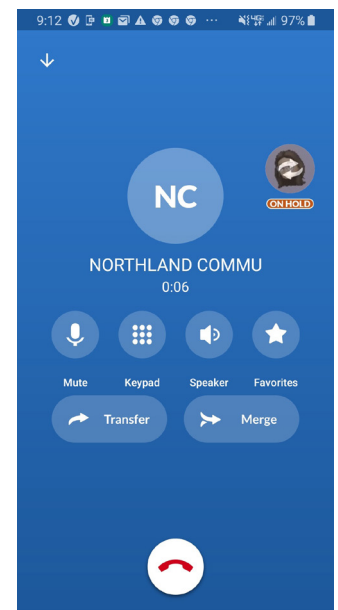 9:12 ... 97%
NC
ON HOLD
NORTHLAND COMMU
0:06
Mute Keypad Speaker Favorites
Transfer Merge